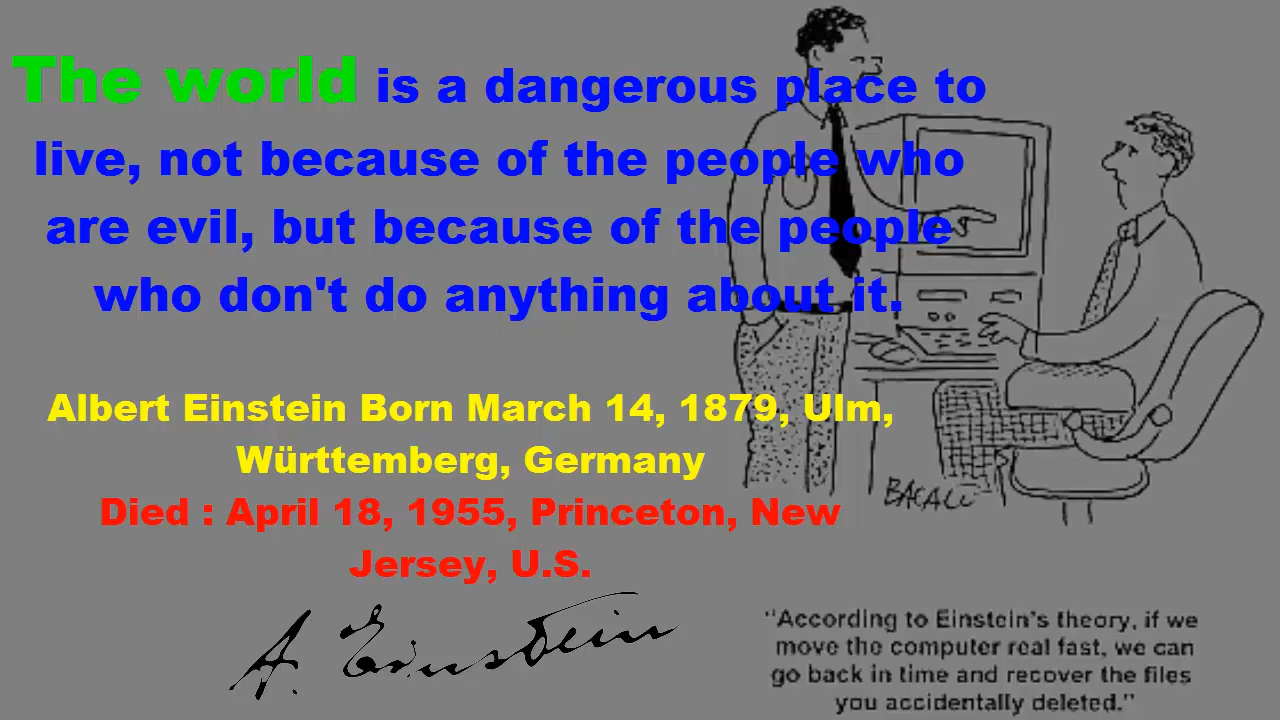 The world is a dangerous place to
live, not because of the people who
are evil, but because of the people
who don't do anything about it.
Albert Einstein Born March 14, 1879, Ulm,
Württemberg, Germany
Died : April 18, 1955, Princeton, New
Jersey, U.S.
A. Einstein
BACALL
"According to Einstein's theory, if we
move the computer real fast, we can
go back in time and recover the files
you accidentally deleted."